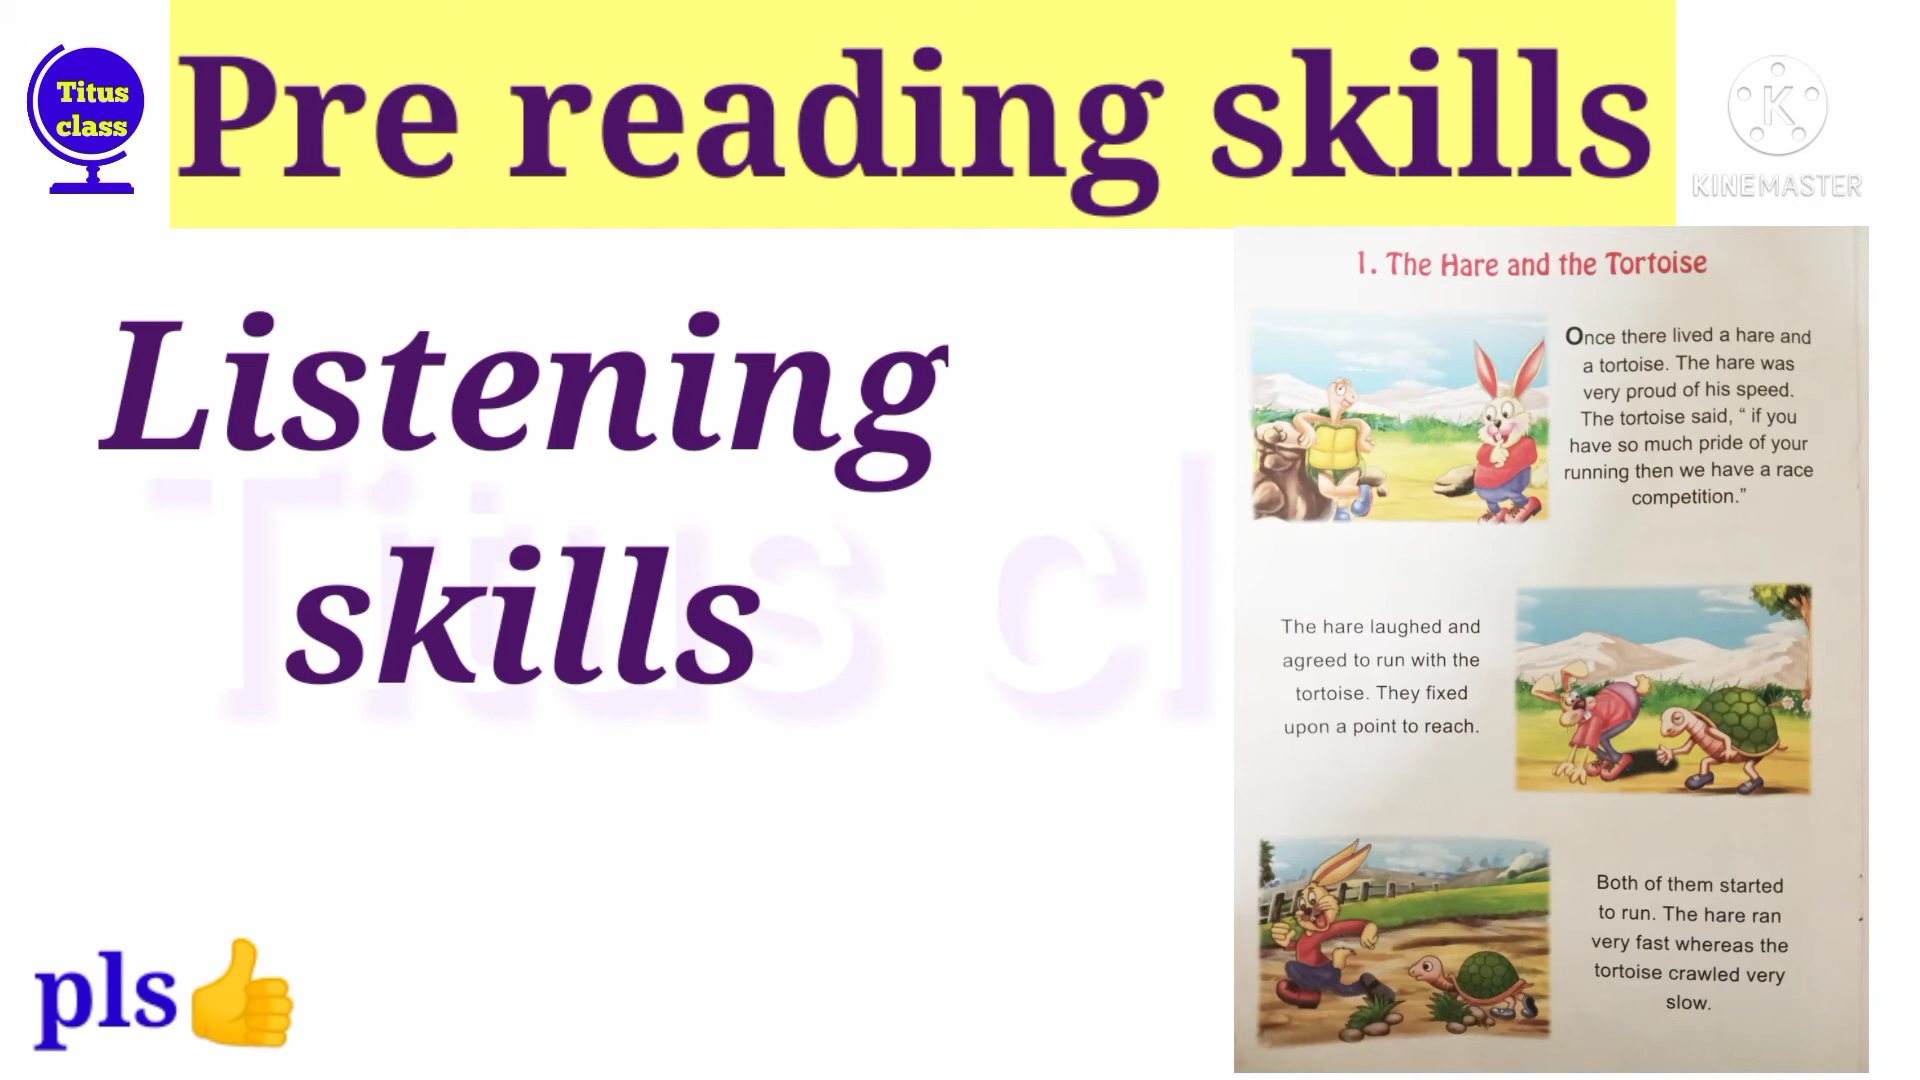 Titus
class
Pre reading skills
K
KINEMASTER
Listening
skills
Titus cl
pls
1. The Hare and the Tortoise
Once there lived a hare and
a tortoise. The hare was
very proud of his speed.
The tortoise said, “ if you
have so much pride of your
running then we have a race
competition.”
The hare laughed and
agreed to run with the
tortoise. They fixed
upon a point to reach.
Both of them started
to run. The hare ran
very fast whereas the
tortoise crawled very
slow.